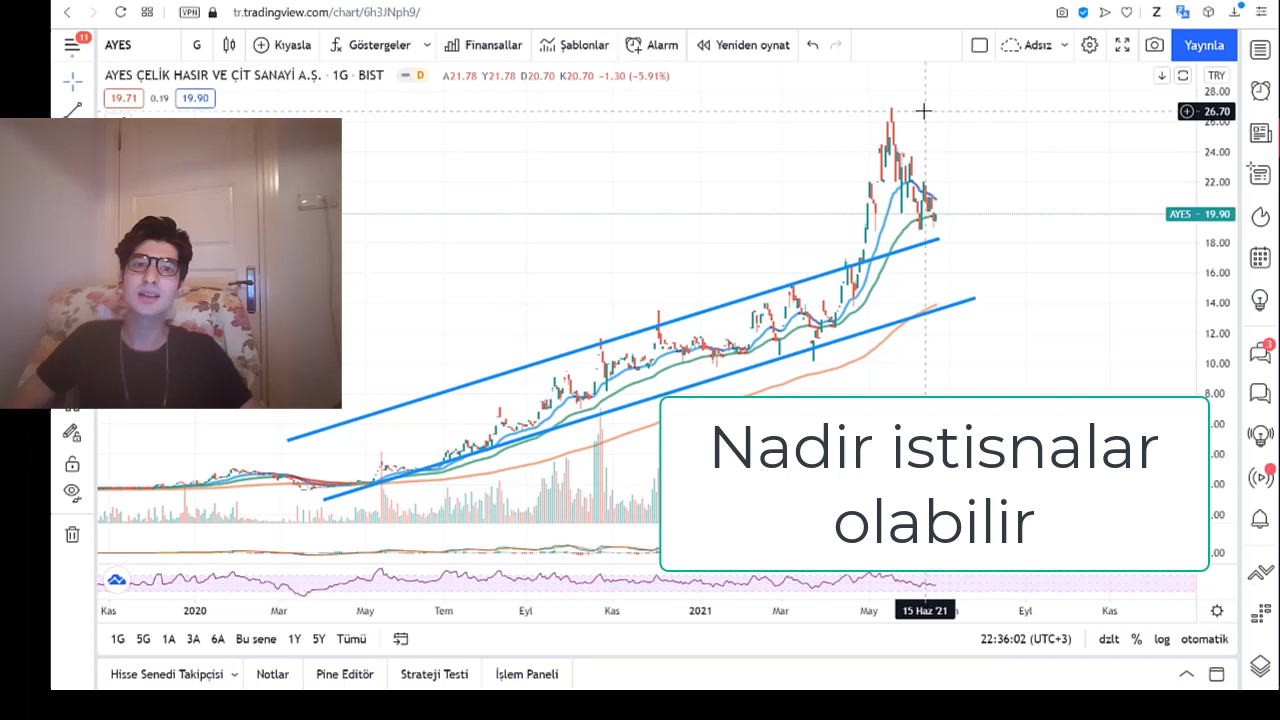 VPN
tr.tradingview.com/chart/6h3JNph9/
11
AYES
G
Kıyasla
Göstergeler
Finansallar
Şablonlar
Alarm
Yeniden oynat
Adsız
Yayınla
AYES ÇELİK HASIR VE ÇİT SANAYİ A.Ş. · 1G · BIST
D
A21.78 Y21.78 D20.70 K20.70 −1.30 (−5.91%)
TRY
19.71
0.19
19.90
28.00
26.70
26.00
24.00
22.00
AYES
19.90
18.00
16.00
14.00
12.00
10.00
8.00
3
Nadir istisnalar
olabilir
Kas
2020
Mar
May
Tem
Eyl
Kas
2021
Mar
May
15 Haz '21
Eyl
Kas
1G
5G
1A
3A
6A
Bu sene
1Y
5Y
Tümü
22:36:02 (UTC+3)
dzlt
%
log
otomatik
Hisse Senedi Takipçisi
Notlar
Pine Editör
Strateji Testi
İşlem Paneli